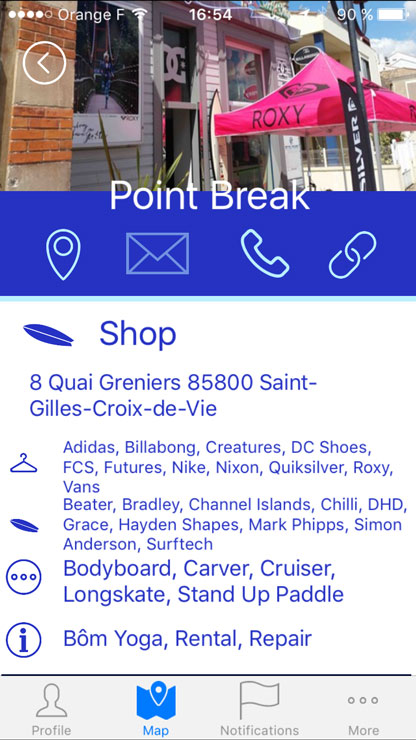 Orange F 16:54 90 %
ROXY
DC
ROXY
Point Break
Shop
8 Quai Greniers 85800 Saint-
Gilles-Croix-de-Vie
Adidas, Billabong, Creatures, DC Shoes,
FCS, Futures, Nike, Nixon, Quiksilver, Roxy,
Vans
Beater, Bradley, Channel Islands, Chilli, DHD,
Grace, Hayden Shapes, Mark Phipps, Simon
Anderson, Surftech
Bodyboard, Carver, Cruiser,
Longskate, Stand Up Paddle
Bôm Yoga, Rental, Repair
Profile Map Notifications More